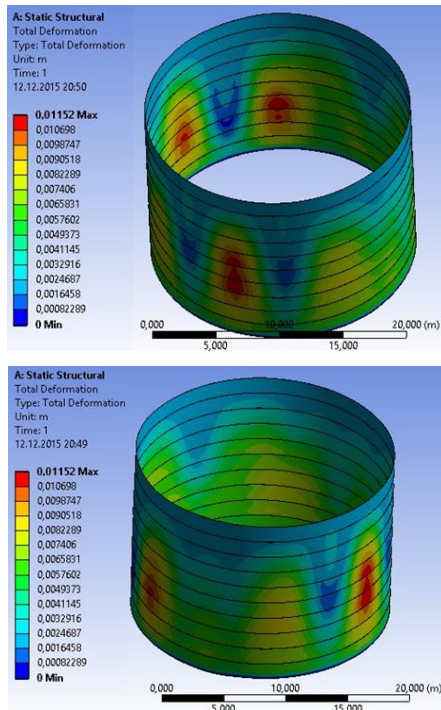 A: Static Structural
Total Deformation
Type: Total Deformation
Unit: m
Time: 1
12.12.2015 20:50
0,01152 Max
0,010698
0,0098747
0,0090518
0,0082289
0,007406
0,0065831
0,0057602
0,0049373
0,0041145
0,0032916
0,0024687
0,0016458
0,00082289
0 Min
0,000 10,000 20,000 (m)
5,000 15,000
A: Static Structural
Total Deformation
Type: Total Deformation
Unit: m
Time: 1
12.12.2015 20:49
0,01152 Max
0,010698
0,0098747
0,0090518
0,0082289
0,007406
0,0065831
0,0057602
0,0049373
0,0041145
0,0032916
0,0024687
0,0016458
0,00082289
0 Min
0,000 10,000 20,000 (m)
5,000 15,000